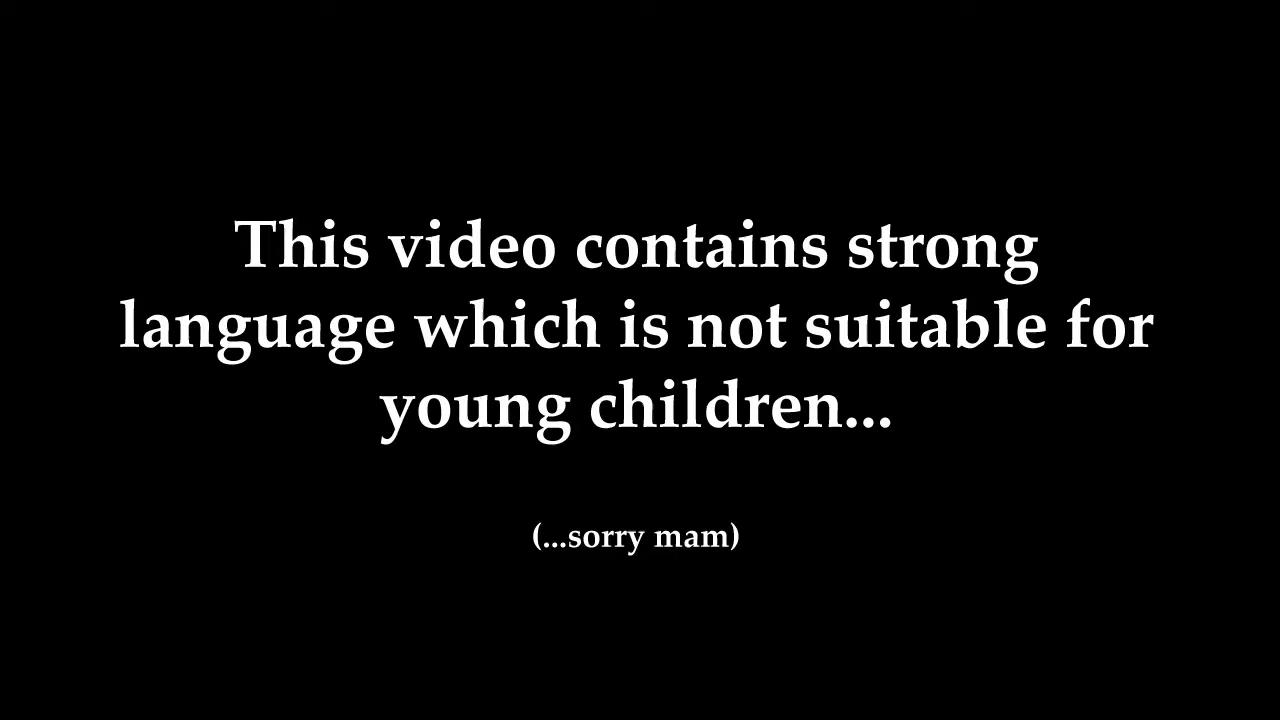 This video contains strong
language which is not suitable for
young children...
(...sorry mam)